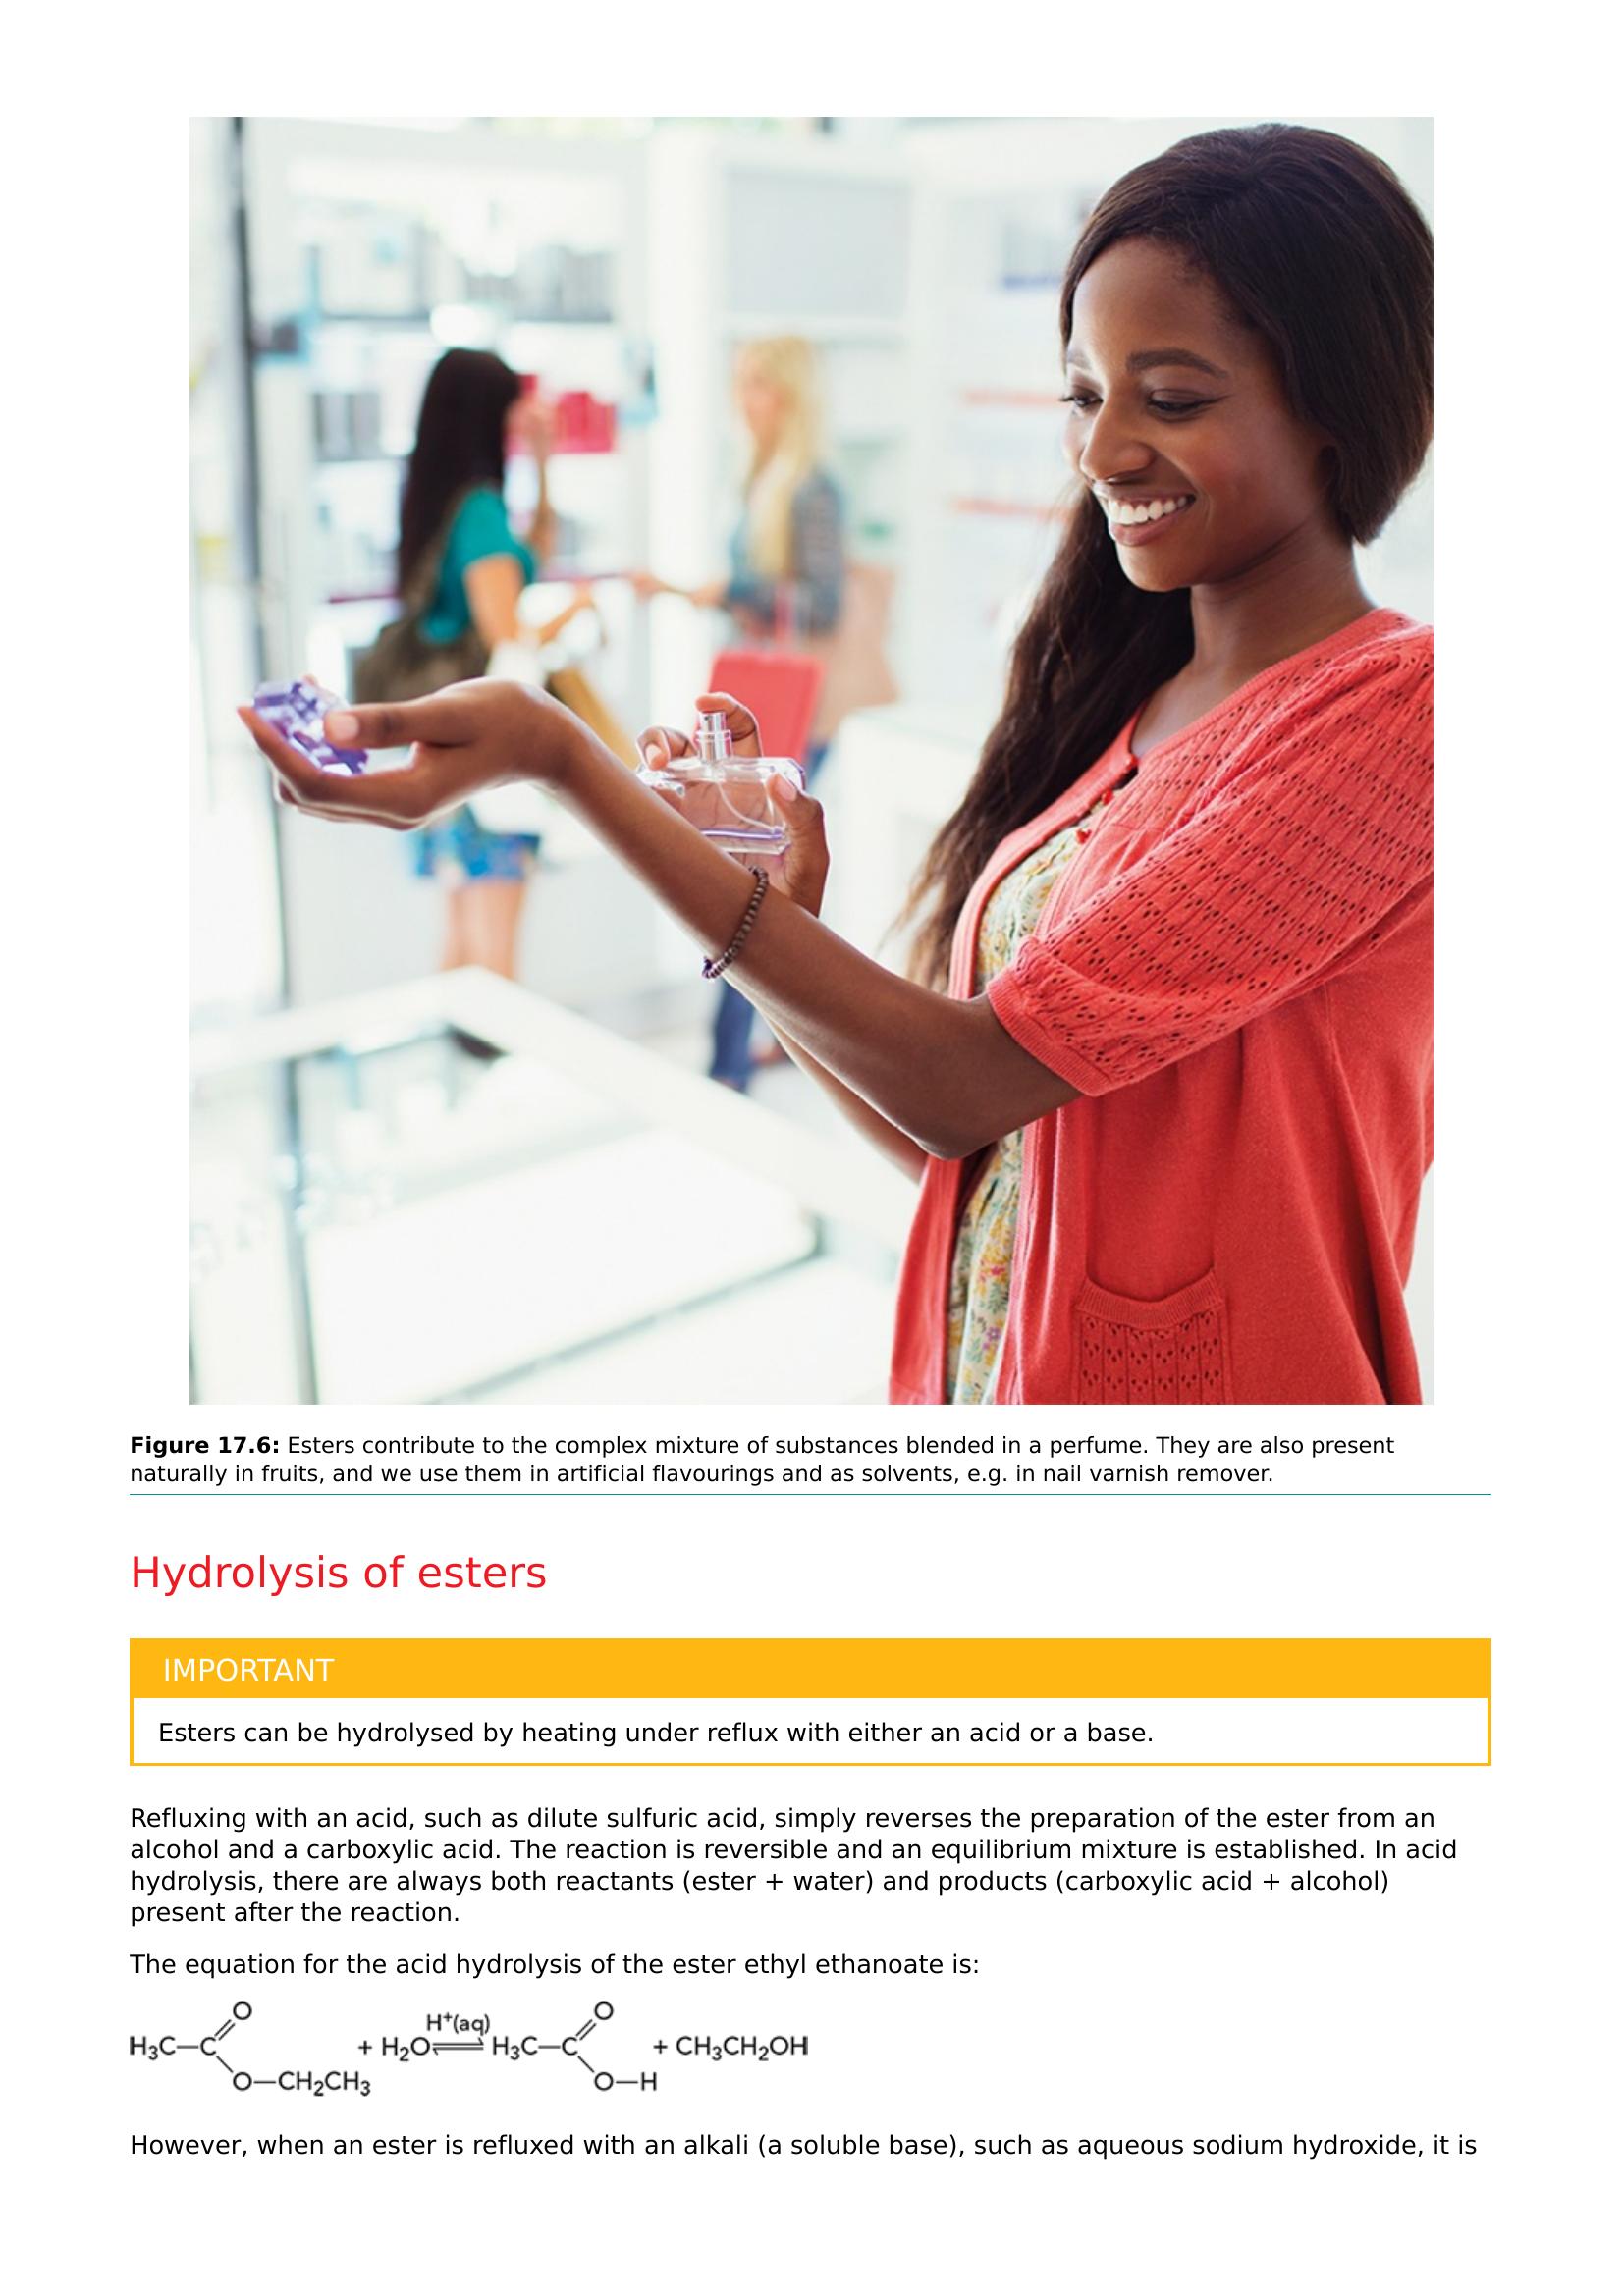 Figure 17.6: Esters contribute to the complex mixture of substances blended in a perfume. They are also present
naturally in fruits, and we use them in artificial flavourings and as solvents, e.g. in nail varnish remover.
Hydrolysis of esters
IMPORTANT
Esters can be hydrolysed by heating under reflux with either an acid or a base.
Refluxing with an acid, such as dilute sulfuric acid, simply reverses the preparation of the ester from an
alcohol and a carboxylic acid. The reaction is reversible and an equilibrium mixture is established. In acid
hydrolysis, there are always both reactants (ester + water) and products (carboxylic acid + alcohol)
present after the reaction.
The equation for the acid hydrolysis of the ester ethyl ethanoate is:
O O
H⁺(aq)
H₃C—C + H₂O ⇌ H₃C—C + CH₃CH₂OH
O—CH₂CH₃ O—H
However, when an ester is refluxed with an alkali (a soluble base), such as aqueous sodium hydroxide, it is